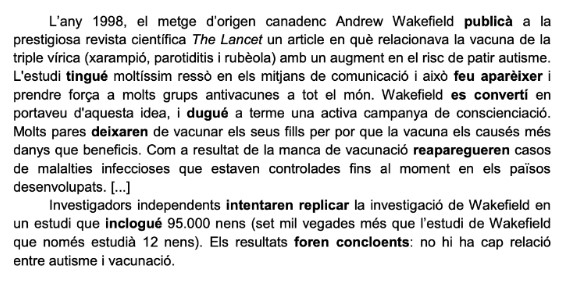 L'any 1998, el metge d'origen canadenc Andrew Wakefield publicà a la
prestigiosa revista científica The Lancet un article en què relacionava la vacuna de la
triple vírica (xarampió, parotiditis i rubèola) amb un augment en el risc de patir autisme.
L'estudi tingué moltíssim ressò en els mitjans de comunicació i això feu aparèixer i
prendre força a molts grups antivacunes a tot el món. Wakefield es convertí en
portaveu d'aquesta idea, i dugué a terme una activa campanya de conscienciació.
Molts pares deixaren de vacunar els seus fills per por que la vacuna els causés més
danys que beneficis. Com a resultat de la manca de vacunació reaparegueren casos
de malalties infeccioses que estaven controlades fins al moment en els països
desenvolupats. [...]
Investigadors independents intentaren replicar la investigació de Wakefield en
un estudi que inclogué 95.000 nens (set mil vegades més que l'estudi de Wakefield
que només estudià 12 nens). Els resultats foren concloents: no hi ha cap relació
entre autisme i vacunació.